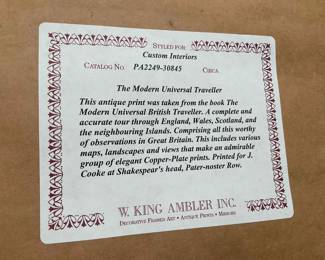 STYLED FOR
Custom Interiors
CATALOG NO. PA2249-30845 CIRCA
The Modern Universal Traveller
This antique print was taken from the book The
Modern Universal British Traveller. A complete and
accurate tour through England, Wales, Scotland, and
the neighbouring Islands. Comprising all this worthy
of observations in Great Britain. This includes various
maps, landscapes and views that make an admirable
group of elegant Copper-Plate prints. Printed for J.
Cooke at Shakespear's head, Pater-noster Row.
W. KING AMBLER INC.
DECORATIVE FRAMED ART • ANTIQUE PRINTS • MIRRORS